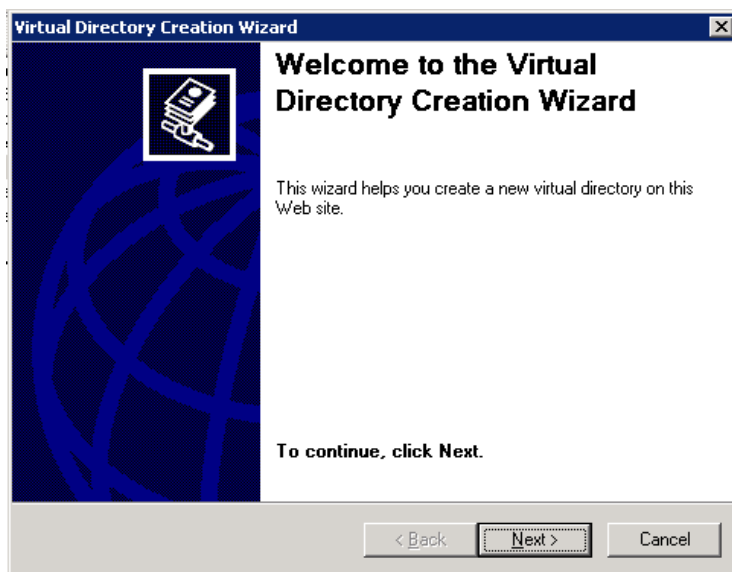 Virtual Directory Creation Wizard
Welcome to the Virtual
Directory Creation Wizard
This wizard helps you create a new virtual directory on this
Web site.
To continue, click Next.
< Back
Next >
Cancel